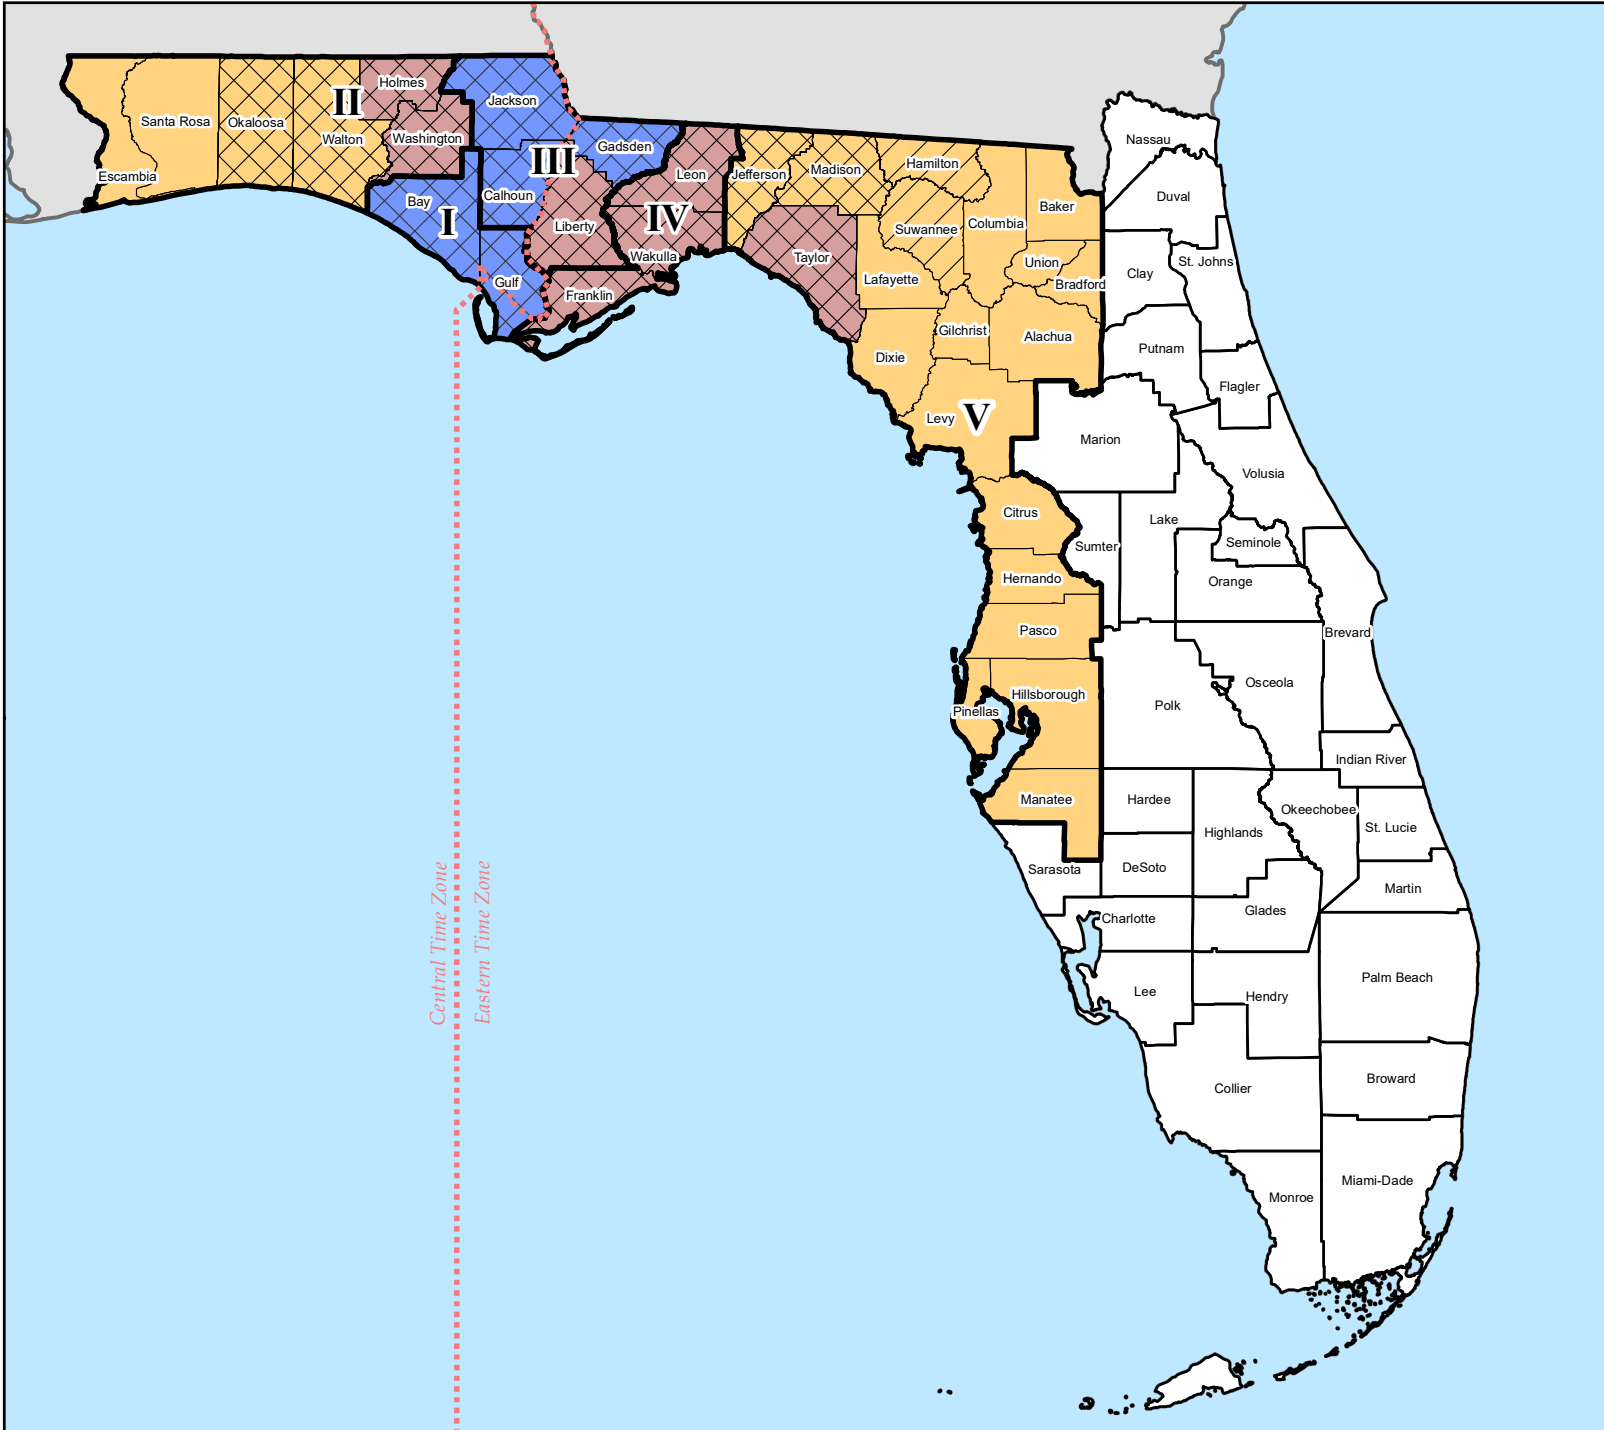 Holmes
Jackson
II
Santa Rosa
Okaloosa
Walton
Washington
Nassau
Escambia
III
Gadsden
Leon
Jefferson
Madison
Hamilton
Bay
I
Calhoun
Liberty
IV
Wakulla
Taylor
Suwannee
Columbia
Baker
Duval
Gulf
Franklin
Lafayette
Union
Bradford
Clay
St. Johns
Dixie
Gilchrist
Alachua
Putnam
Flagler
Levy
V
Marion
Volusia
Citrus
Sumter
Lake
Seminole
Hernando
Orange
Pasco
Brevard
Hillsborough
Pinellas
Polk
Osceola
Indian River
Manatee
Hardee
Highlands
Okeechobee
St. Lucie
Sarasota
DeSoto
Martin
Charlotte
Glades
Central Time Zone
Eastern Time Zone
Lee
Hendry
Palm Beach
Collier
Broward
Monroe
Miami-Dade